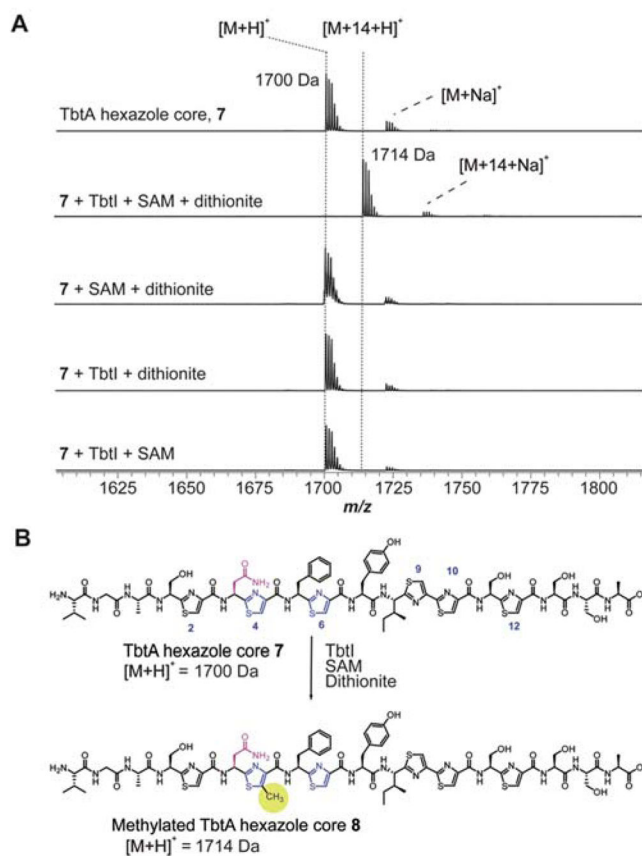 A
[M+H]⁺ [M+14+H]⁺
1700 Da
[M+Na]⁺
TbtA hexazole core, 7
1714 Da
[M+14+Na]⁺
7 + TbtI + SAM + dithionite
7 + SAM + dithionite
7 + TbtI + dithionite
7 + TbtI + SAM
1625 1650 1675 1700 1725 1750 1775 1800
m/z
B
OH
O
NH₂
OH
9 10
S
N
OH
OH
H₂N
O
H
N
2 4 6 12
OH
TbtA hexazole core 7
[M+H]⁺ = 1700 Da
TbtI
SAM
Dithionite
OH
O
NH₂
OH
S
N
OH
OH
H₂N
O
H
N
CH₃
OH
Methylated TbtA hexazole core 8
[M+H]⁺ = 1714 Da